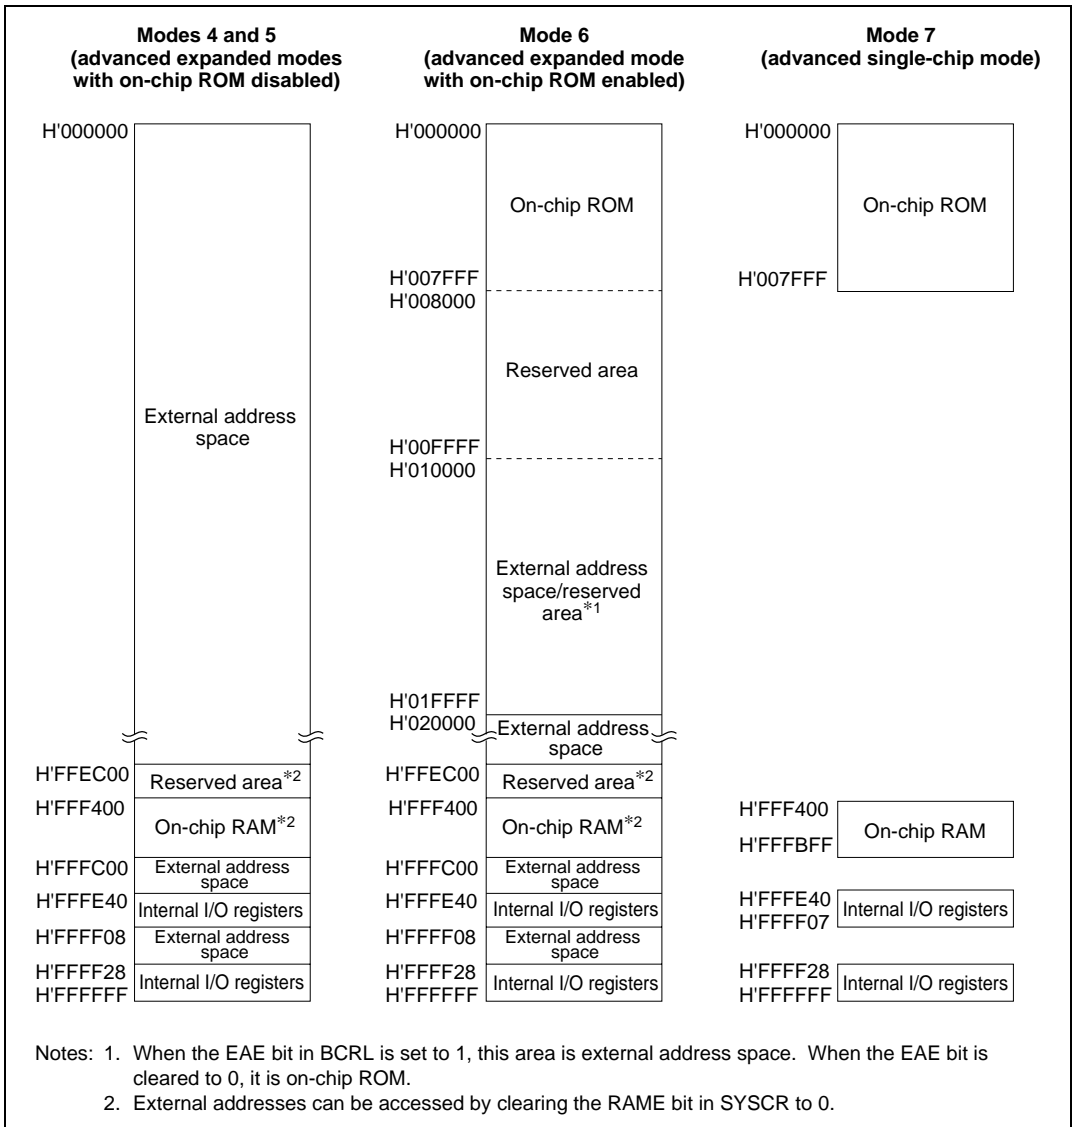 Modes 4 and 5
(advanced expanded modes
with on-chip ROM disabled)
H'000000
External address
space
H'FFEC00
Reserved area*2
H'FFF400
On-chip RAM*2
H'FFFC00
External address
space
H'FFFE40
Internal I/O registers
H'FFFF08
External address
space
H'FFFF28
Internal I/O registers
H'FFFFFF
Mode 6
(advanced expanded mode
with on-chip ROM enabled)
H'000000
On-chip ROM
H'007FFF
H'008000
Reserved area
H'00FFFF
H'010000
External address
space/reserved
area*1
H'01FFFF
H'020000
External address
space
H'FFEC00
Reserved area*2
H'FFF400
On-chip RAM*2
H'FFFC00
External address
space
H'FFFE40
Internal I/O registers
H'FFFF08
External address
space
H'FFFF28
Internal I/O registers
H'FFFFFF
Mode 7
(advanced single-chip mode)
H'000000
On-chip ROM
H'007FFF
H'FFF400
On-chip RAM
H'FFFBFF
H'FFFE40
Internal I/O registers
H'FFFF07
H'FFFF28
Internal I/O registers
H'FFFFFF
Notes: 1. When the EAE bit in BCRL is set to 1, this area is external address space. When the EAE bit is
cleared to 0, it is on-chip ROM.
2. External addresses can be accessed by clearing the RAME bit in SYSCR to 0.